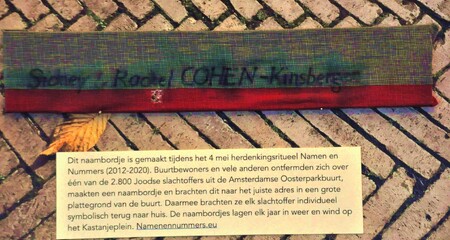 Sidney + Rachel COHEN-Kinsberger
Dit naambordje is gemaakt tijdens het 4 mei herdenkingsritueel Namen en
Nummers (2012-2020). Buurtbewoners en vele anderen ontfermden zich over
één van de 2.800 Joodse slachtoffers uit de Amsterdamse Oosterparkbuurt,
maakten een naambordje en brachten dit naar het juiste adres in een grote
plattegrond van de buurt. Daarmee brachten ze elk slachtoffer individueel
symbolisch terug naar huis. De naambordjes lagen elk jaar in weer en wind op
het Kastanjeplein. Namenennummers.eu